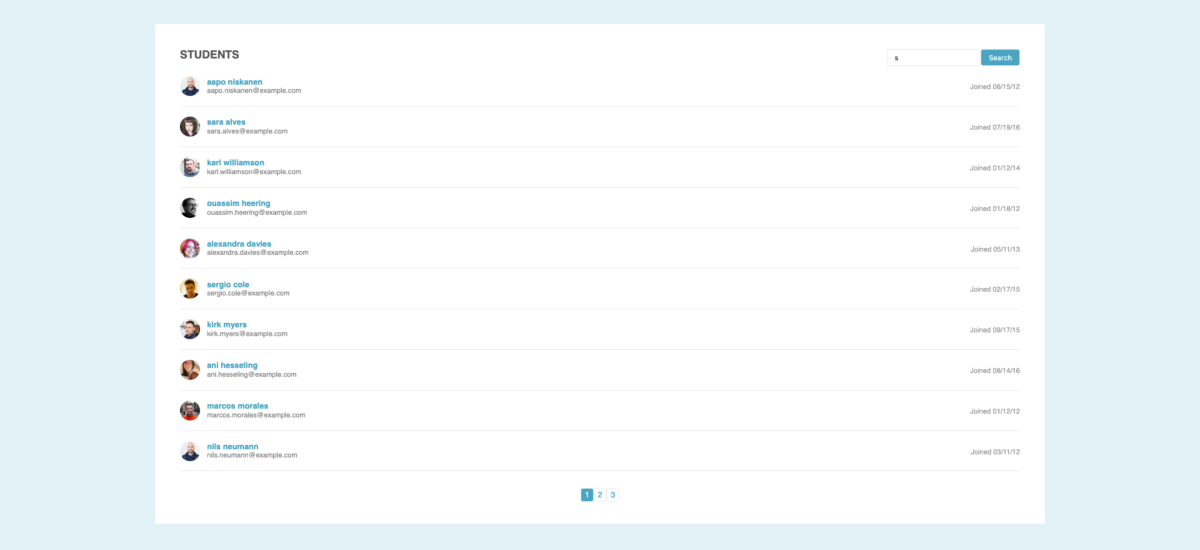 STUDENTS
s
Search
aapo niskanen
aapo.niskanen@example.com
Joined 06/15/12
sara alves
sara.alves@example.com
Joined 07/19/16
karl williamson
karl.williamson@example.com
Joined 01/12/14
ouassim heering
ouassim.heering@example.com
Joined 01/18/12
alexandra davies
alexandra.davies@example.com
Joined 05/11/13
sergio cole
sergio.cole@example.com
Joined 02/17/15
kirk myers
kirk.myers@example.com
Joined 09/17/15
ani hesseling
ani.hesseling@example.com
Joined 08/14/16
marcos morales
marcos.morales@example.com
Joined 01/12/12
nils neumann
nils.neumann@example.com
Joined 03/11/12
1 2 3